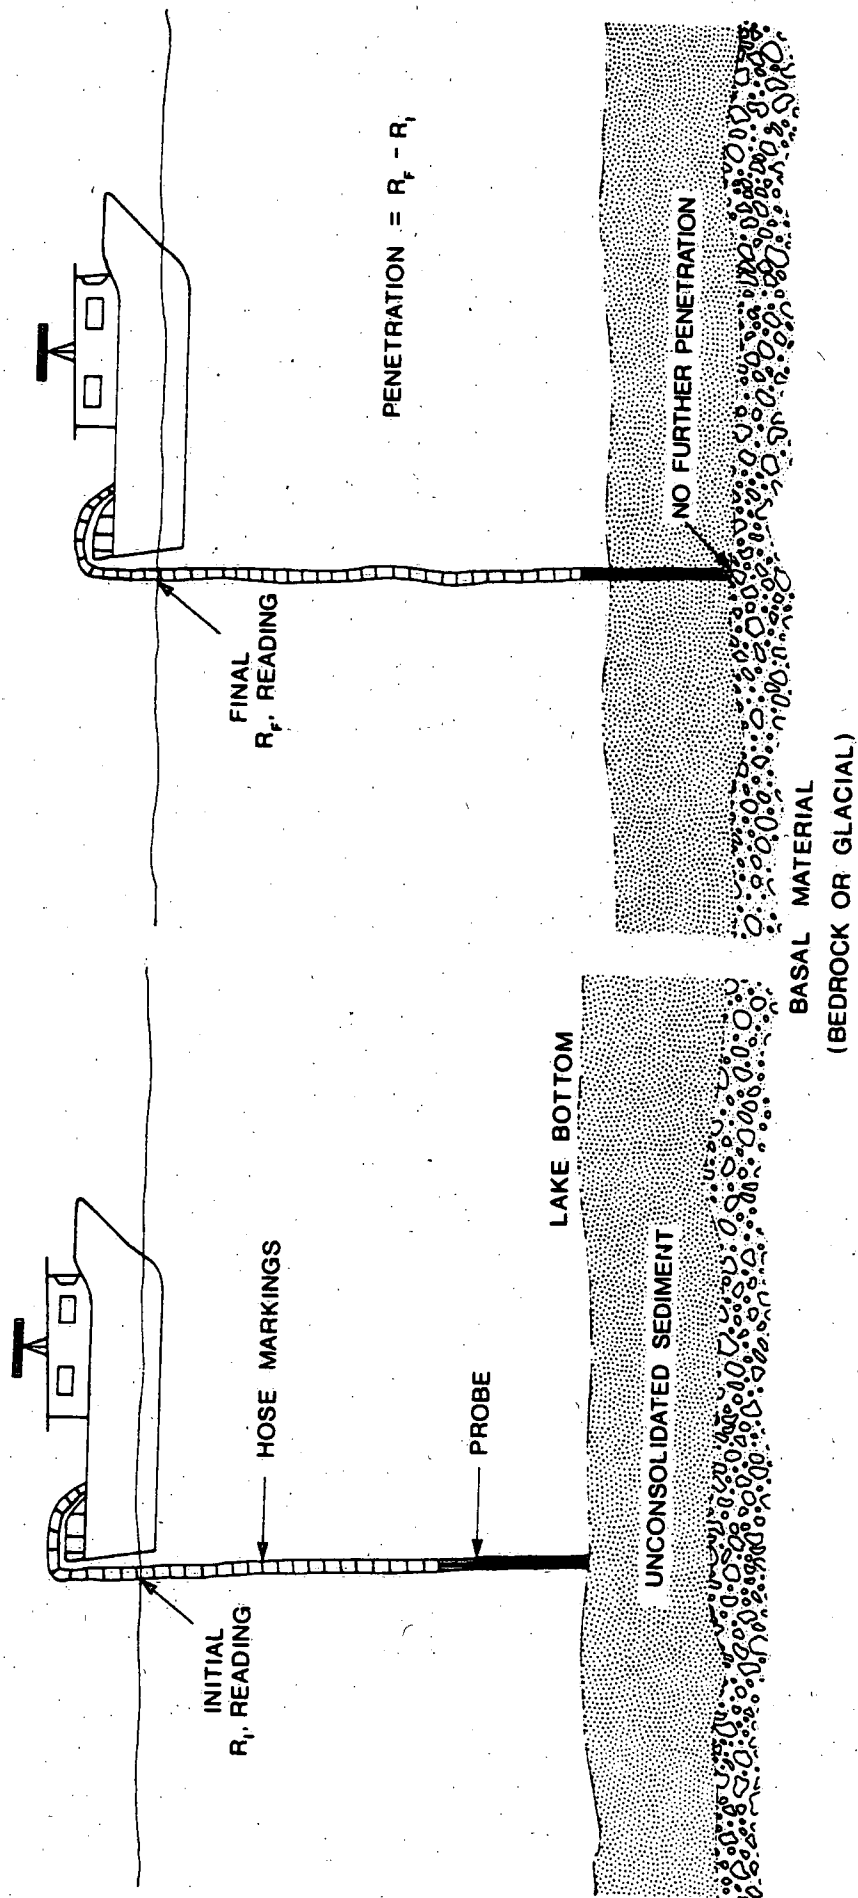 INITIAL
R_I, READING
HOSE MARKINGS
PROBE
LAKE BOTTOM
UNCONSOLIDATED SEDIMENT
FINAL
R_F, READING
PENETRATION = R_F - R_I
NO FURTHER PENETRATION
BASAL MATERIAL
(BEDROCK OR GLACIAL)